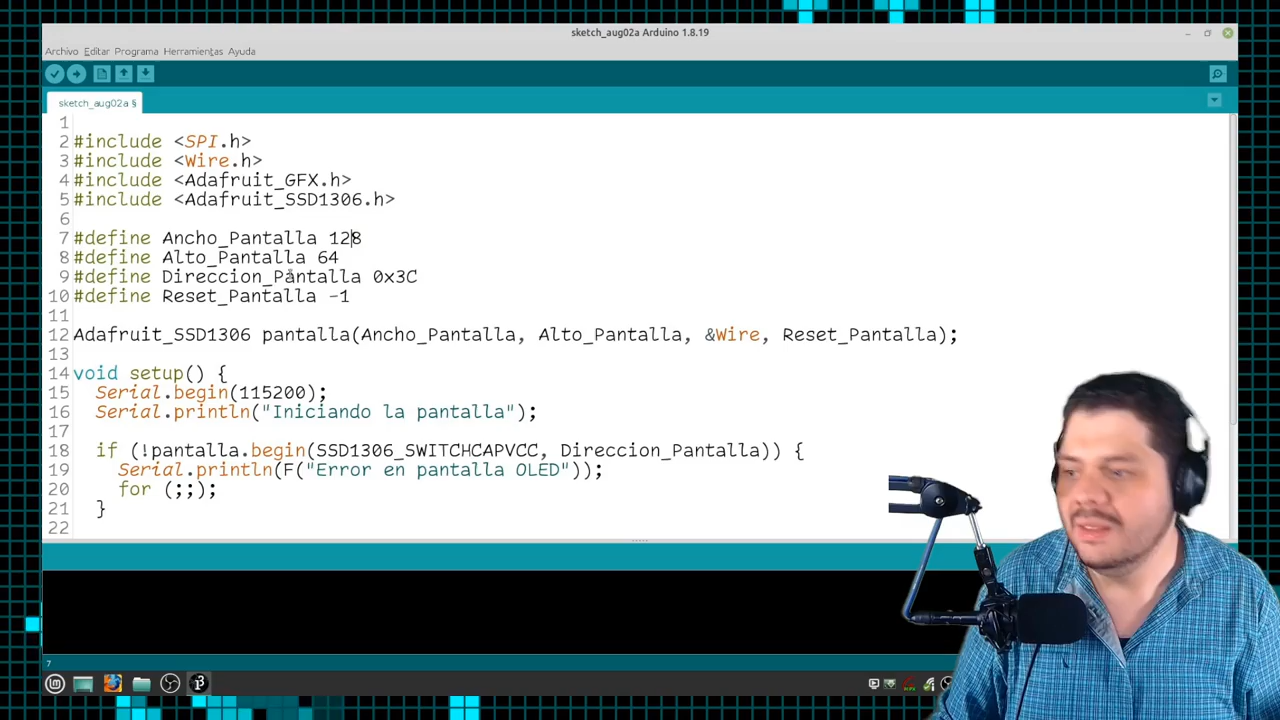 sketch_aug02a Arduino 1.8.19
Archivo Editar Programa Herramientas Ayuda
sketch_aug02a §
1
2 #include <SPI.h>
3 #include <Wire.h>
4 #include <Adafruit_GFX.h>
5 #include <Adafruit_SSD1306.h>
6
7 #define Ancho_Pantalla 128
8 #define Alto_Pantalla 64
9 #define Direccion_Pantalla 0x3C
10 #define Reset_Pantalla -1
11
12 Adafruit_SSD1306 pantalla(Ancho_Pantalla, Alto_Pantalla, &Wire, Reset_Pantalla);
13
14 void setup() {
15 Serial.begin(115200);
16 Serial.println("Iniciando la pantalla");
17
18 if (!pantalla.begin(SSD1306_SWITCHCAPVCC, Direccion_Pantalla)) {
19 Serial.println(F("Error en pantalla OLED"));
20 for (;;);
21 }
22
7